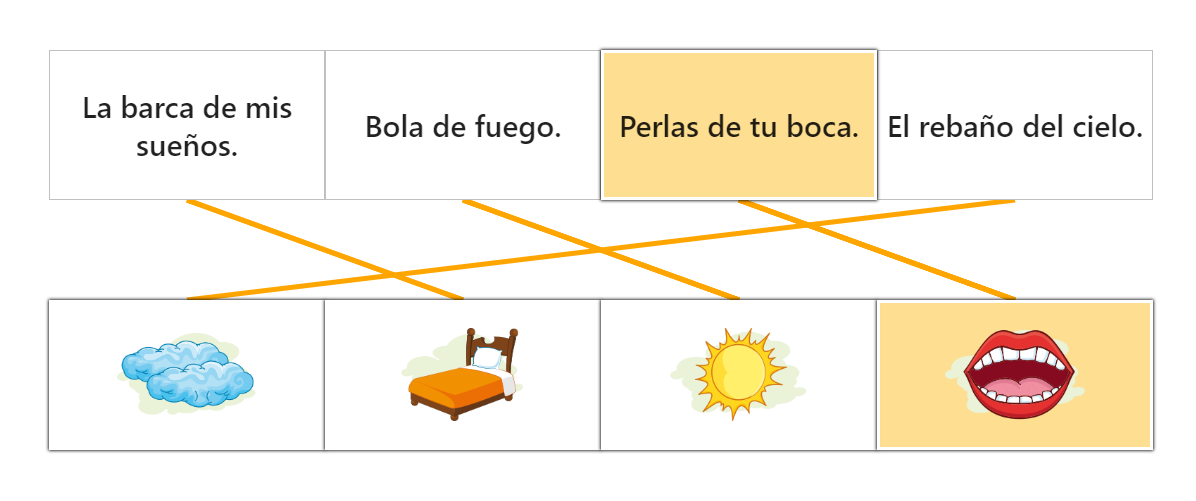 La barca de mis
sueños.
Bola de fuego.
Perlas de tu boca.
El rebaño del cielo.